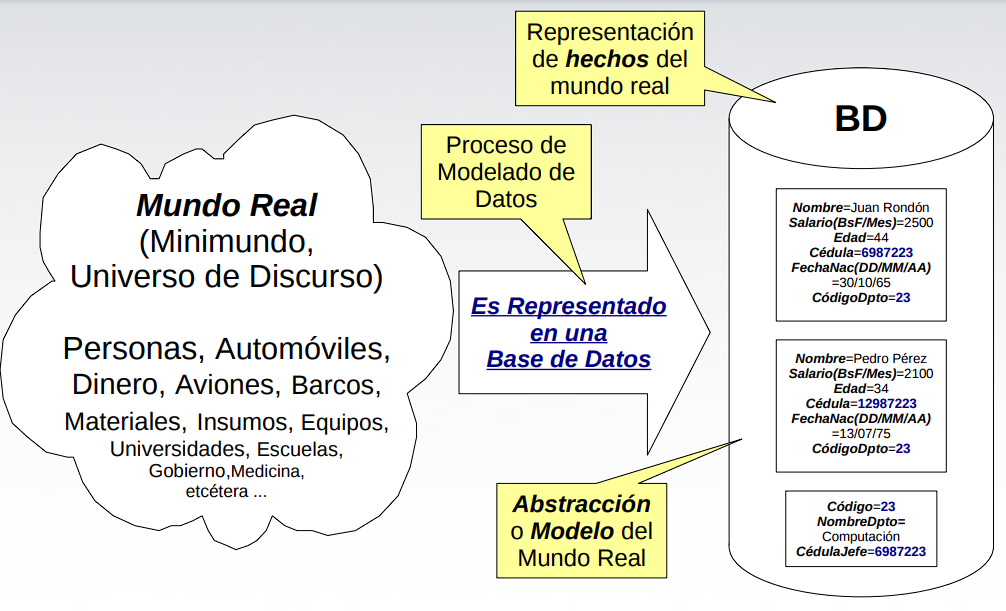 Representación
de hechos del
mundo real
BD
Proceso de
Modelado de
Datos
Mundo Real
(Minimundo,
Universo de Discurso)
Personas, Automóviles,
Dinero, Aviones, Barcos,
Materiales, Insumos, Equipos,
Universidades, Escuelas,
Gobierno,Medicina,
etcétera ...
Es Representado
en una
Base de Datos
Abstracción
o Modelo del
Mundo Real
Nombre=Juan Rondón
Salario(BsF/Mes)=2500
Edad=44
Cédula=6987223
FechaNac(DD/MM/AA)
=30/10/65
CódigoDpto=23
Nombre=Pedro Pérez
Salario(BsF/Mes)=2100
Edad=34
Cédula=12987223
FechaNac(DD/MM/AA)
=13/07/75
CódigoDpto=23
Código=23
NombreDpto=
Computación
CédulaJefe=6987223